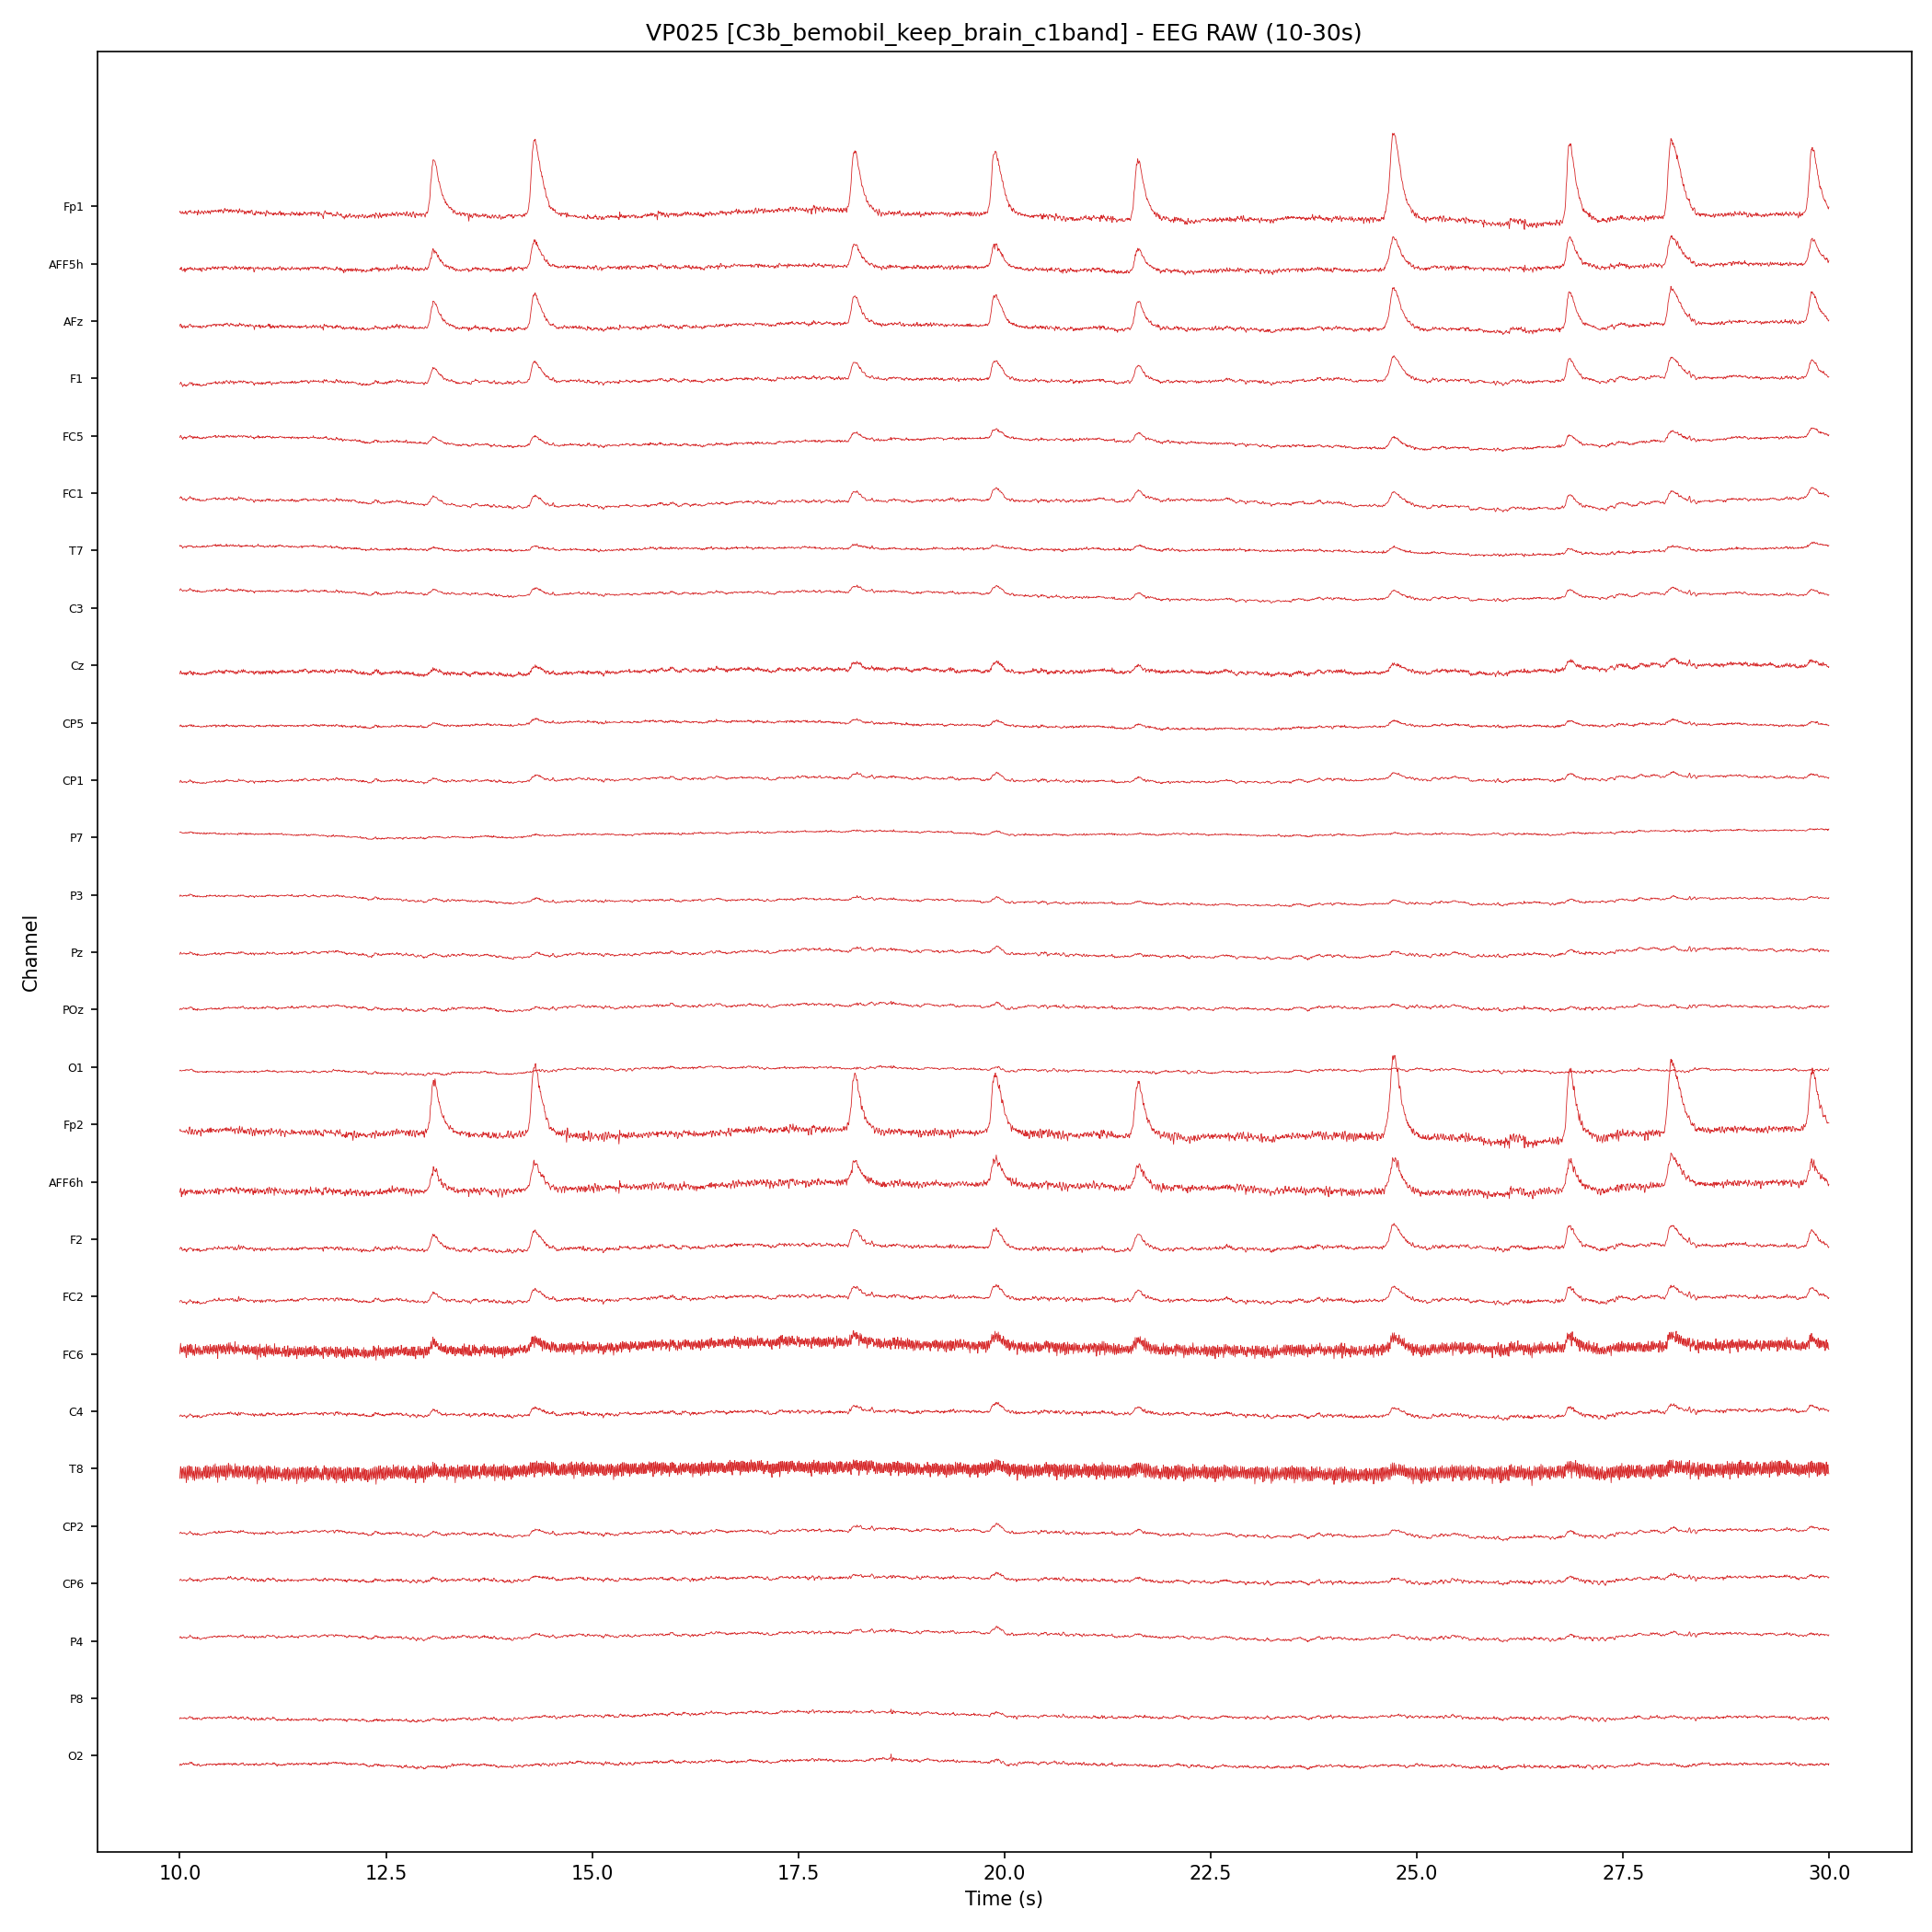 VP025 [C3b_bemobil_keep_brain_c1band] - EEG RAW (10-30s)
Channel
Fp1
AFF5h
AFz
F1
FC5
FC1
T7
C3
Cz
CP5
CP1
P7
P3
Pz
POz
O1
Fp2
AFF6h
F2
FC2
FC6
C4
T8
CP2
CP6
P4
P8
O2
10.0 12.5 15.0 17.5 20.0 22.5 25.0 27.5 30.0
Time (s)